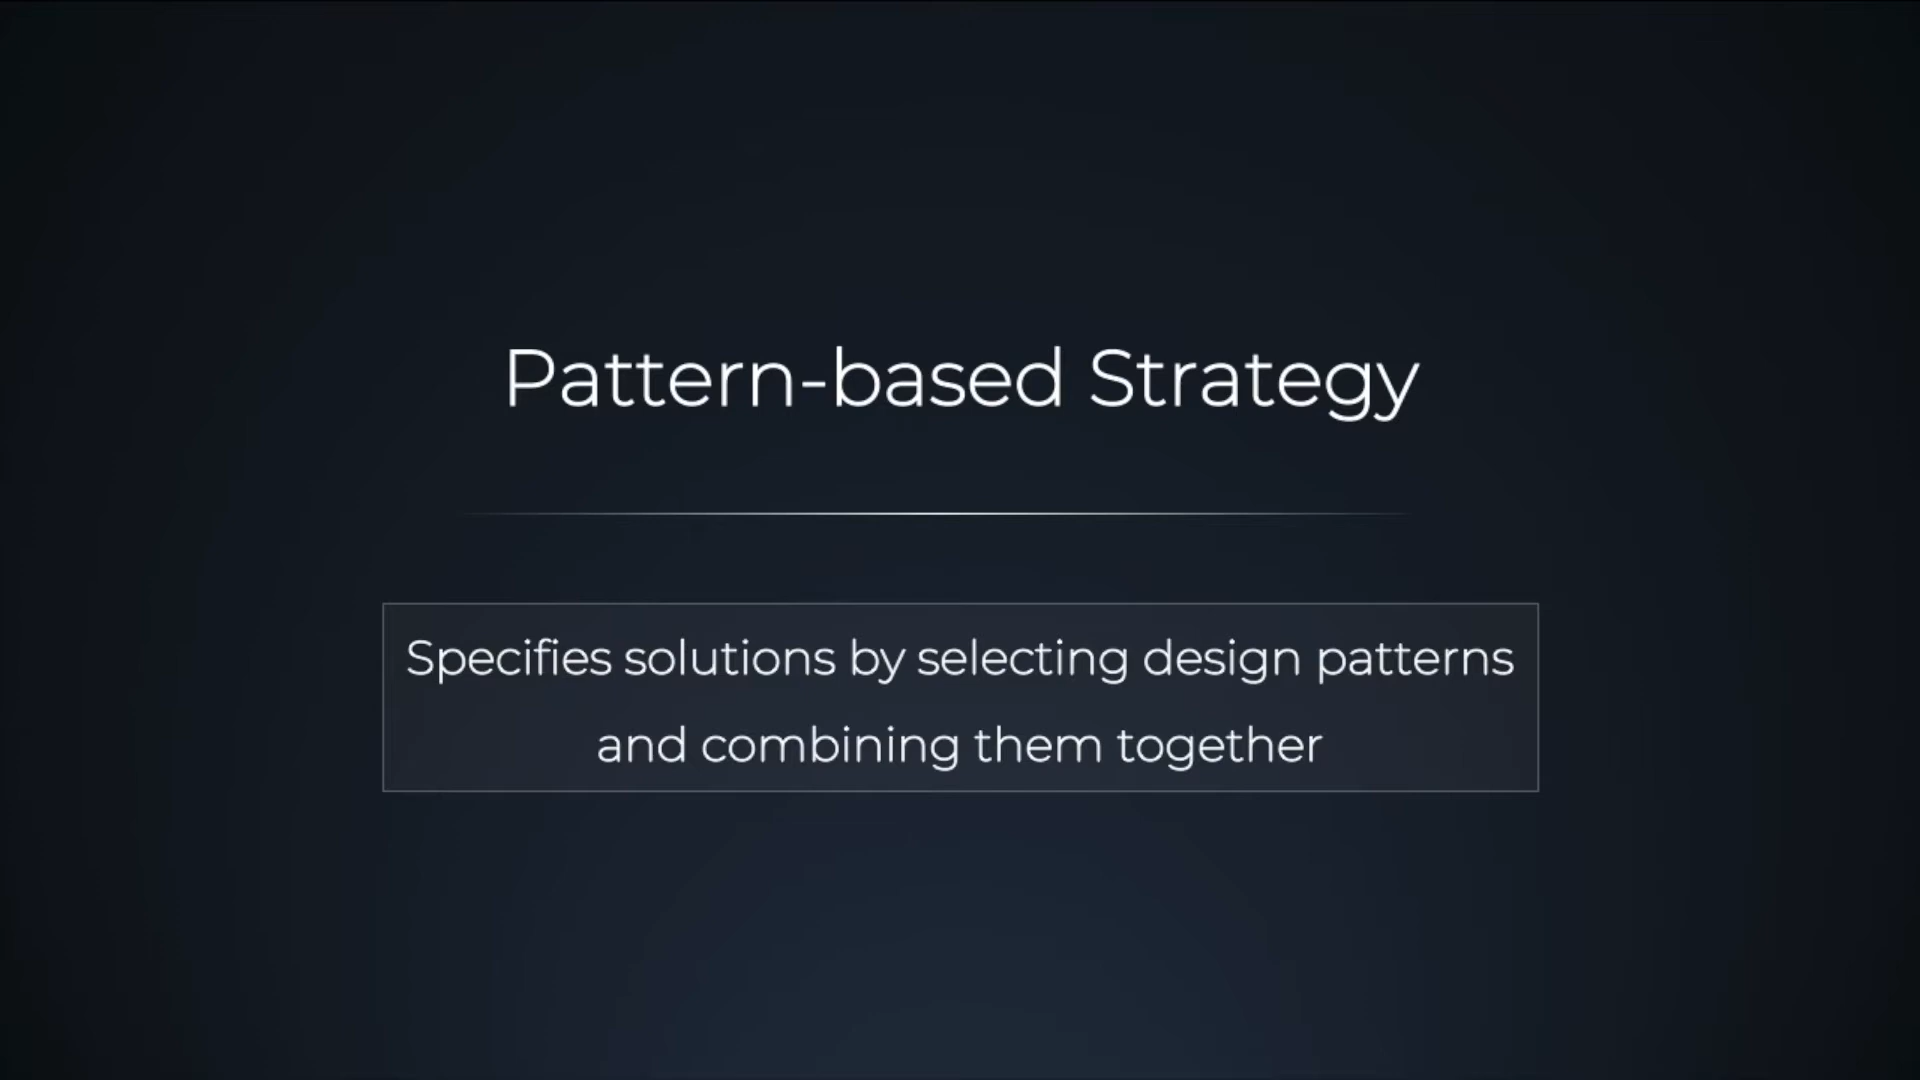 Pattern-based Strategy
Specifies solutions by selecting design patterns
and combining them together